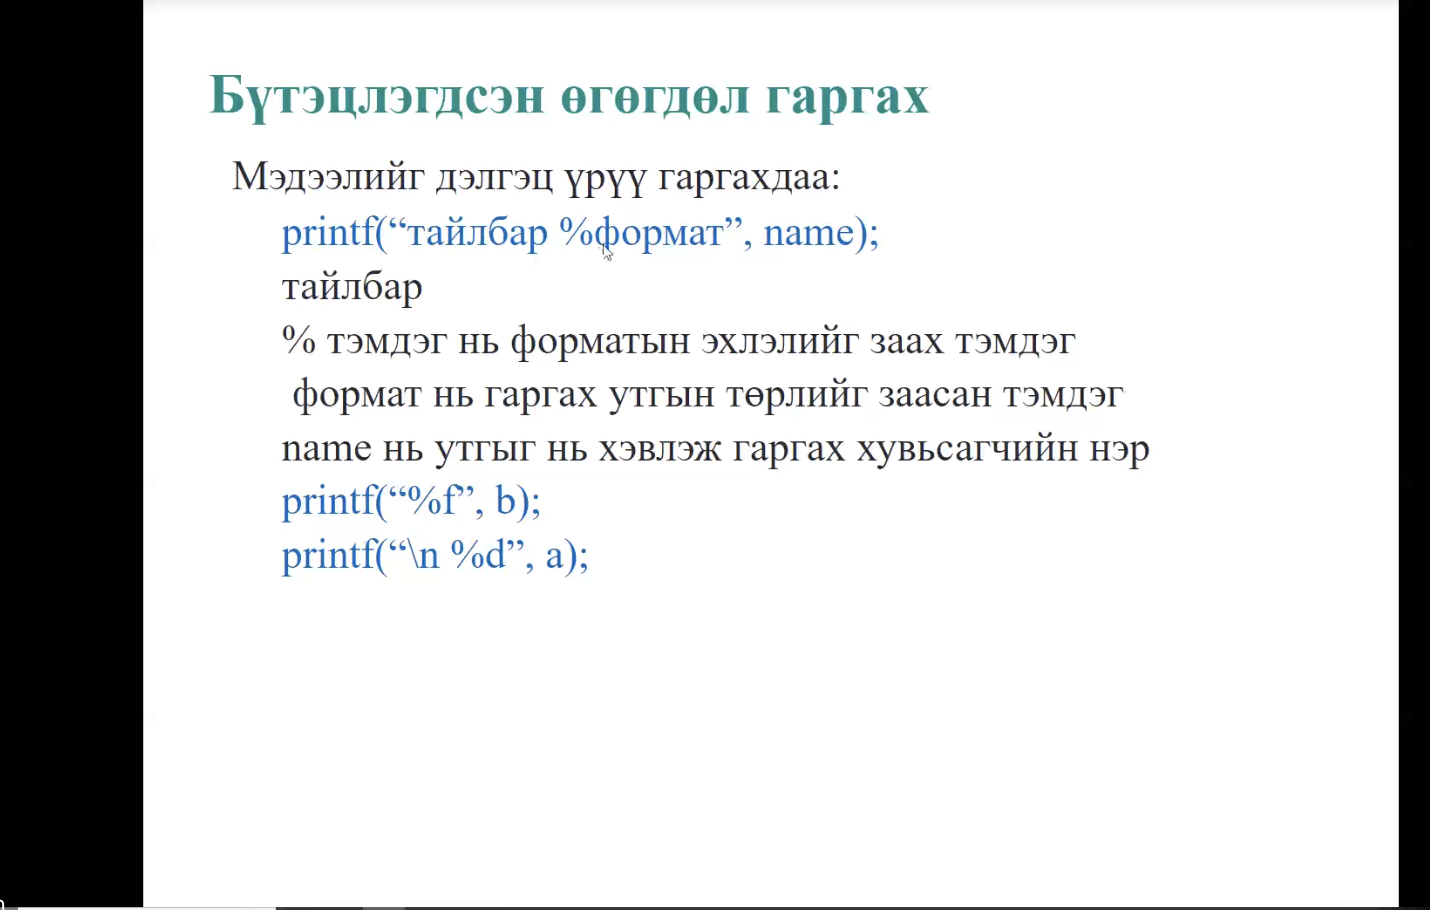 Бүтэцлэгдсэн өгөгдөл гаргах
Мэдээлийг дэлгэц үрүү гаргахдаа:
printf(“тайлбар %формат”, name);
тайлбар
% тэмдэг нь форматын эхлэлийг заах тэмдэг
формат нь гаргах утгын төрлийг заасан тэмдэг
name нь утгыг нь хэвлэж гаргах хувьсагчийн нэр
printf(“%f”, b);
printf(“\n %d”, a);